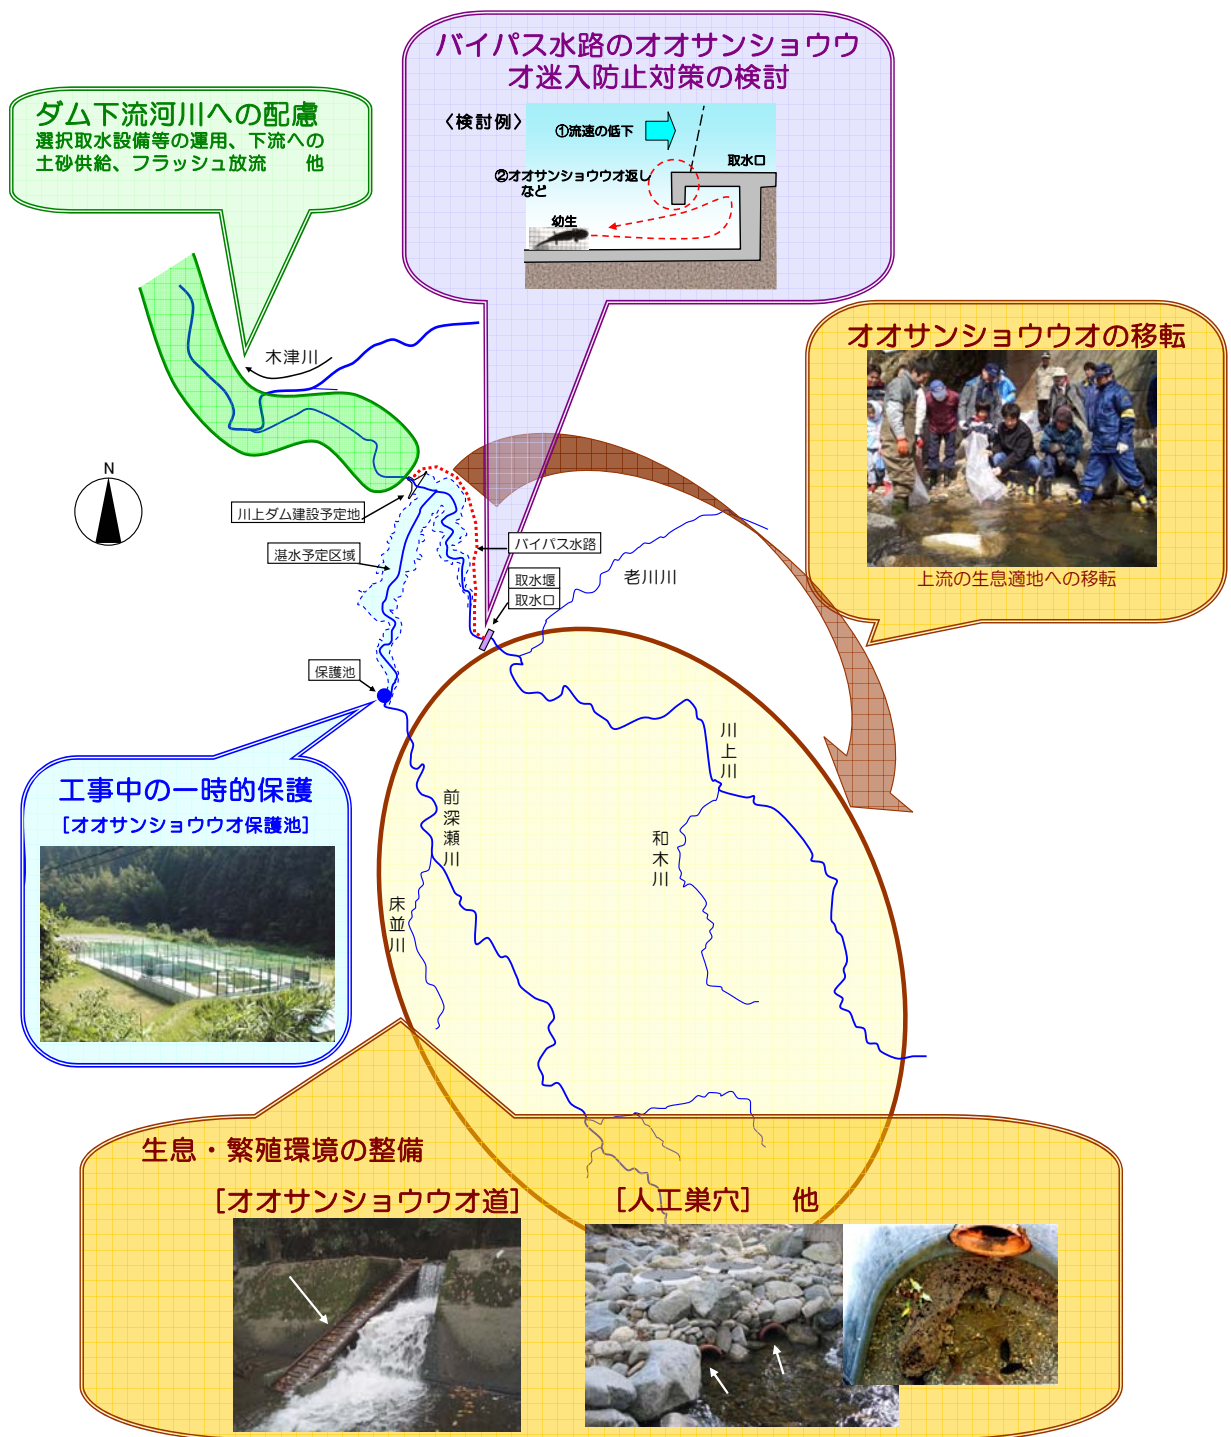 バイパス水路のオオサンショウウ
オ迷入防止対策の検討
〈検討例〉
①流速の低下
取水口
②オオサンショウウオ返し
など
幼生
ダム下流河川への配慮
選択取水設備等の運用、下流への
土砂供給、フラッシュ放流 他
オオサンショウウオの移転
上流の生息適地への移転
木津川
N
川上ダム建設予定地
湛水予定区域
バイパス水路
取水堰
取水口
老川川
保護池
川上川
前深瀬川
和木川
床並川
工事中の一時的保護
[オオサンショウウオ保護池]
生息・繁殖環境の整備
[オオサンショウウオ道]
[人工巣穴] 他